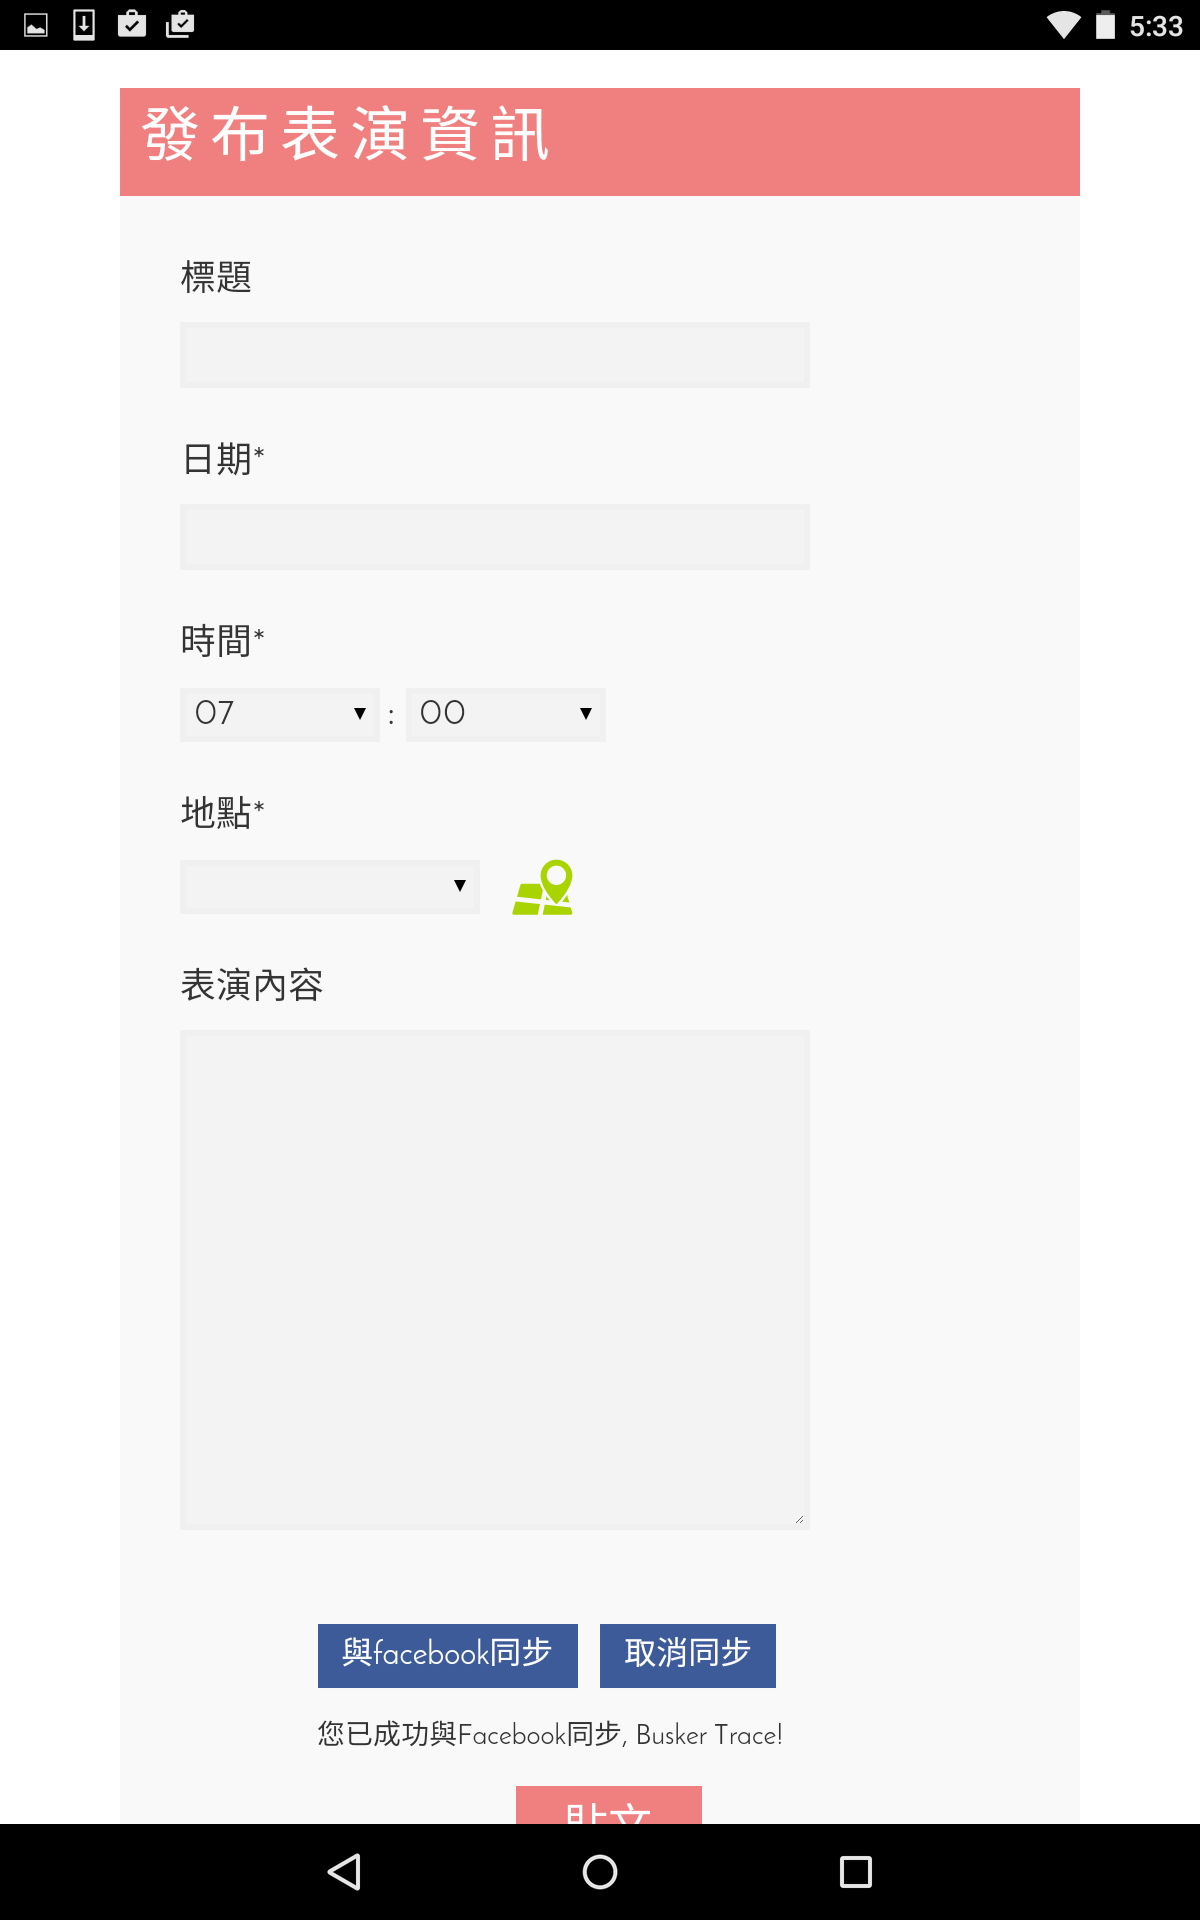 5:33
發布表演資訊
標題
日期*
時間*
07 : 00
地點*
表演內容
與facebook同步 取消同步
您已成功與Facebook同步, Busker Trace!
貼文